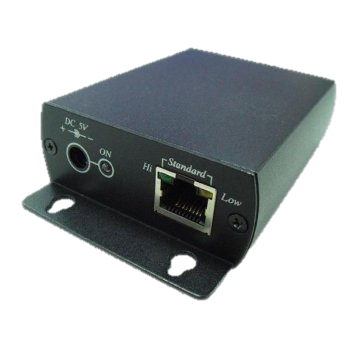 DC 5V
+ −
ON
Standard
Hi
Low